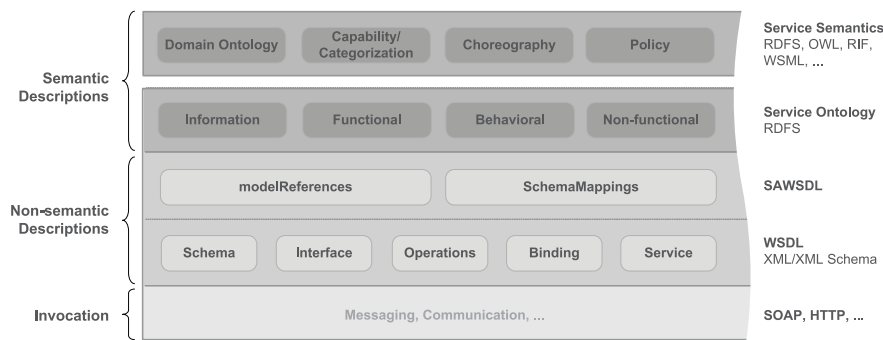 Domain Ontology
Capability/
Categorization
Choreography
Policy
Service Semantics
RDFS, OWL, RIF,
WSML, ...
Semantic
Descriptions
Information
Functional
Behavioral
Non-functional
Service Ontology
RDFS
modelReferences
SchemaMappings
SAWSDL
Non-semantic
Descriptions
Schema
Interface
Operations
Binding
Service
WSDL
XML/XML Schema
Invocation
Messaging, Communication, ...
SOAP, HTTP, ...